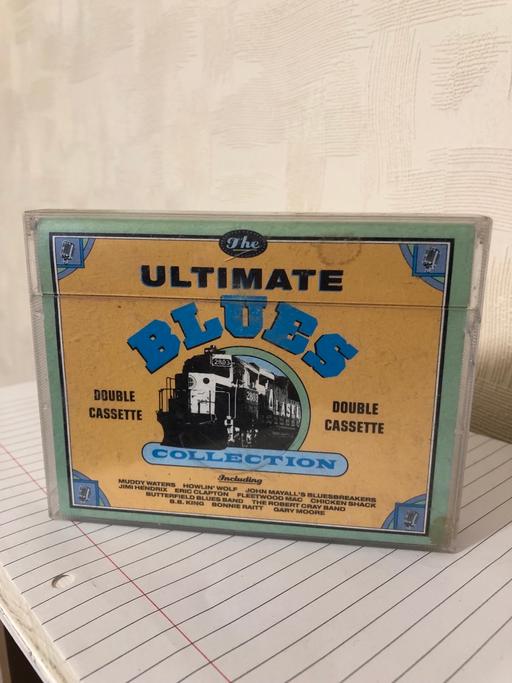 The
ULTIMATE
BLUES
DOUBLE
CASSETTE
DOUBLE
CASSETTE
COLLECTION
Including
MUDDY WATERS HOWLIN' WOLF JOHN MAYALL'S BLUESBREAKERS
JIMI HENDRIX ERIC CLAPTON FLEETWOOD MAC CHICKEN SHACK
BUTTERFIELD BLUES BAND THE ROBERT CRAY BAND
B.B. KING BONNIE RAITT GARY MOORE